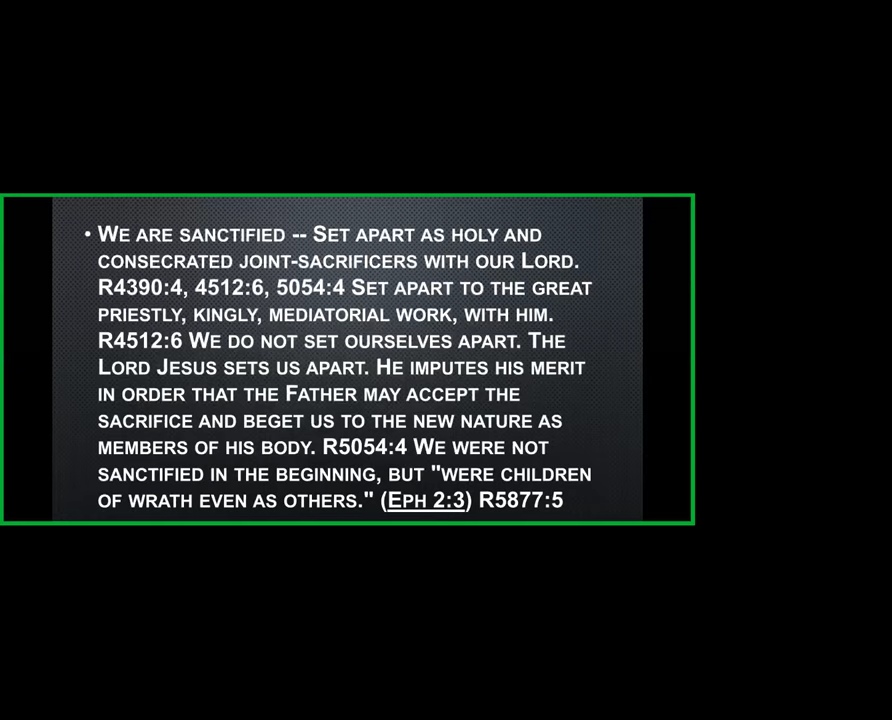 • WE ARE SANCTIFIED -- SET APART AS HOLY AND
CONSECRATED JOINT-SACRIFICERS WITH OUR LORD.
R4390:4, 4512:6, 5054:4 SET APART TO THE GREAT
PRIESTLY, KINGLY, MEDIATORIAL WORK, WITH HIM.
R4512:6 WE DO NOT SET OURSELVES APART. THE
LORD JESUS SETS US APART. HE IMPUTES HIS MERIT
IN ORDER THAT THE FATHER MAY ACCEPT THE
SACRIFICE AND BEGET US TO THE NEW NATURE AS
MEMBERS OF HIS BODY. R5054:4 WE WERE NOT
SANCTIFIED IN THE BEGINNING, BUT "WERE CHILDREN
OF WRATH EVEN AS OTHERS." (EPH 2:3) R5877:5